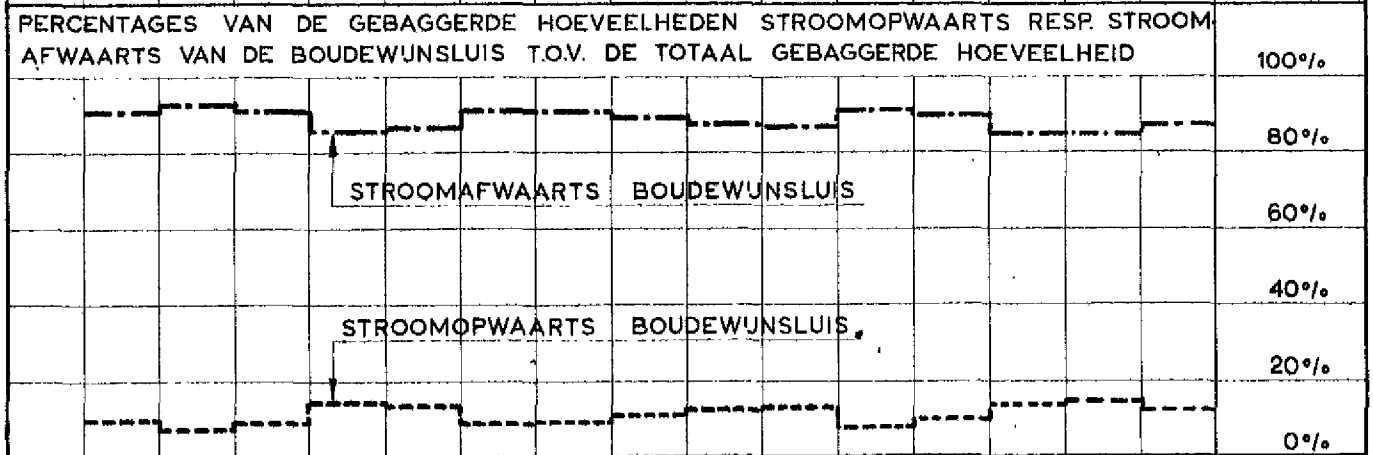 PERCENTAGES VAN DE GEBAGGERDE HOEVEELHEDEN STROOMOPWAARTS RESP. STROOM-
AFWAARTS VAN DE BOUDEWIJNSLUIS T.O.V. DE TOTAAL GEBAGGERDE HOEVEELHEID
100%
80%
STROOMAFWAARTS BOUDEWIJNSLUIS
60%
40%
STROOMOPWAARTS BOUDEWIJNSLUIS
20%
0%